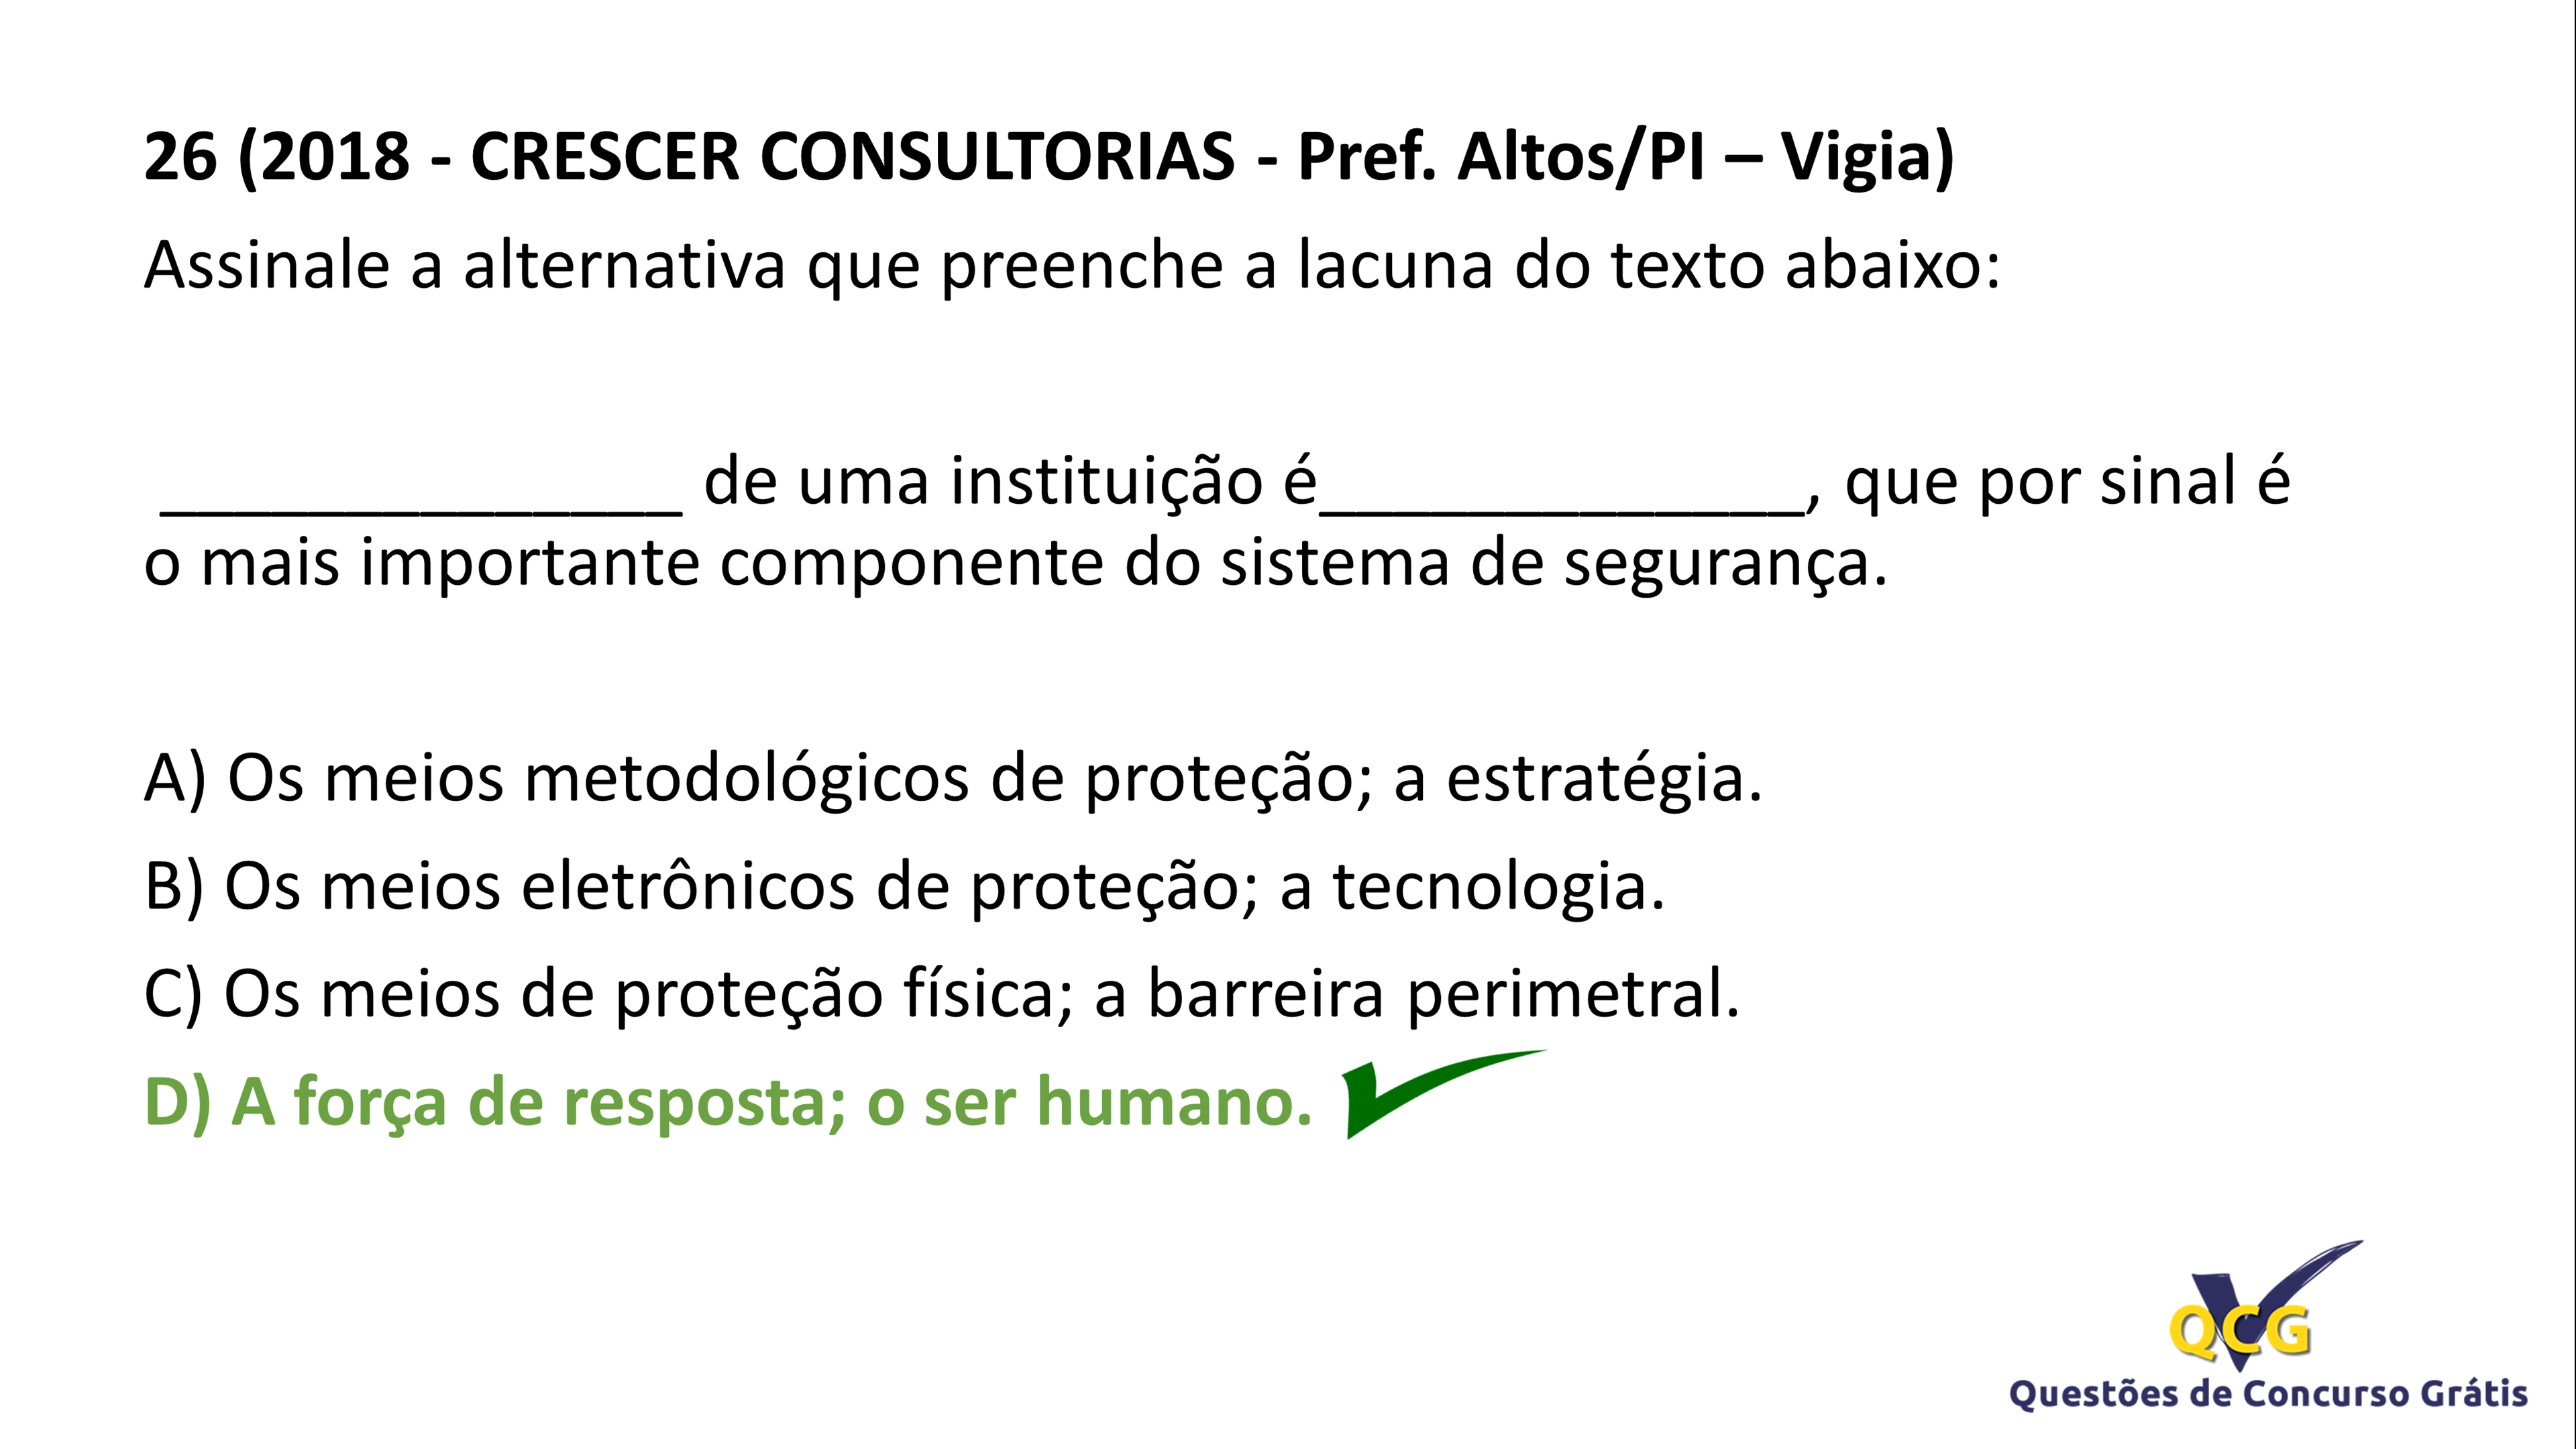 26 (2018 - CRESCER CONSULTORIAS - Pref. Altos/PI – Vigia)
Assinale a alternativa que preenche a lacuna do texto abaixo:
______________ de uma instituição é_____________, que por sinal é
o mais importante componente do sistema de segurança.
A) Os meios metodológicos de proteção; a estratégia.
B) Os meios eletrônicos de proteção; a tecnologia.
C) Os meios de proteção física; a barreira perimetral.
D) A força de resposta; o ser humano.
QCG
Questões de Concurso Grátis